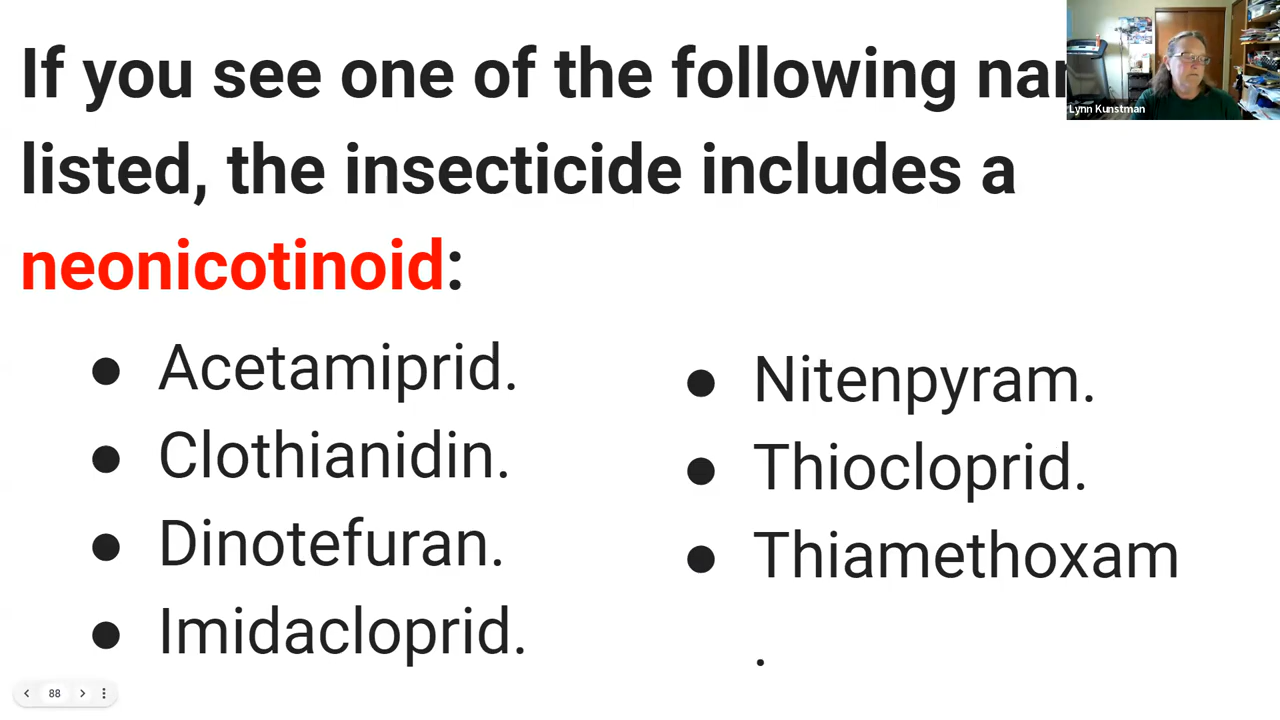 If you see one of the following
listed, the insecticide includes a
neonicotinoid:
● Acetamiprid.
● Clothianidin.
● Dinotefuran.
● Imidacloprid.
● Nitenpyram.
● Thiocloprid.
● Thiamethoxam
.
Lynn Kunstman
88